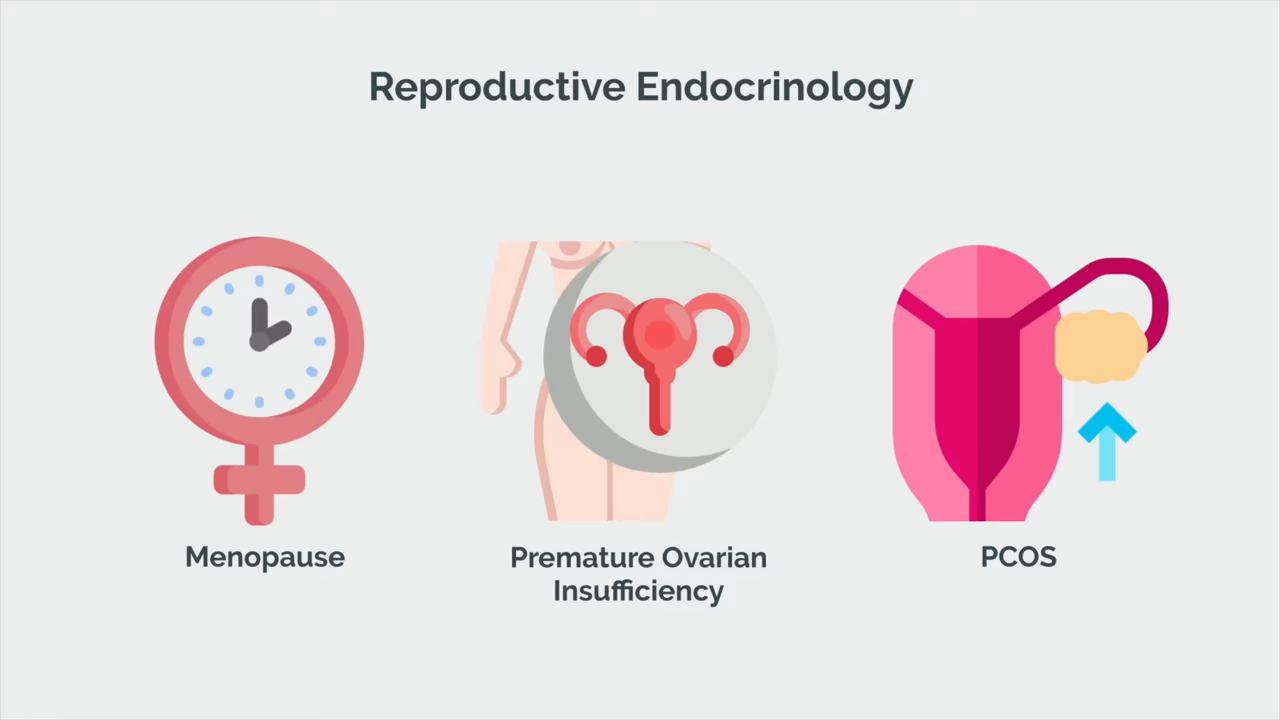 Reproductive Endocrinology
Menopause
Premature Ovarian
Insufficiency
PCOS